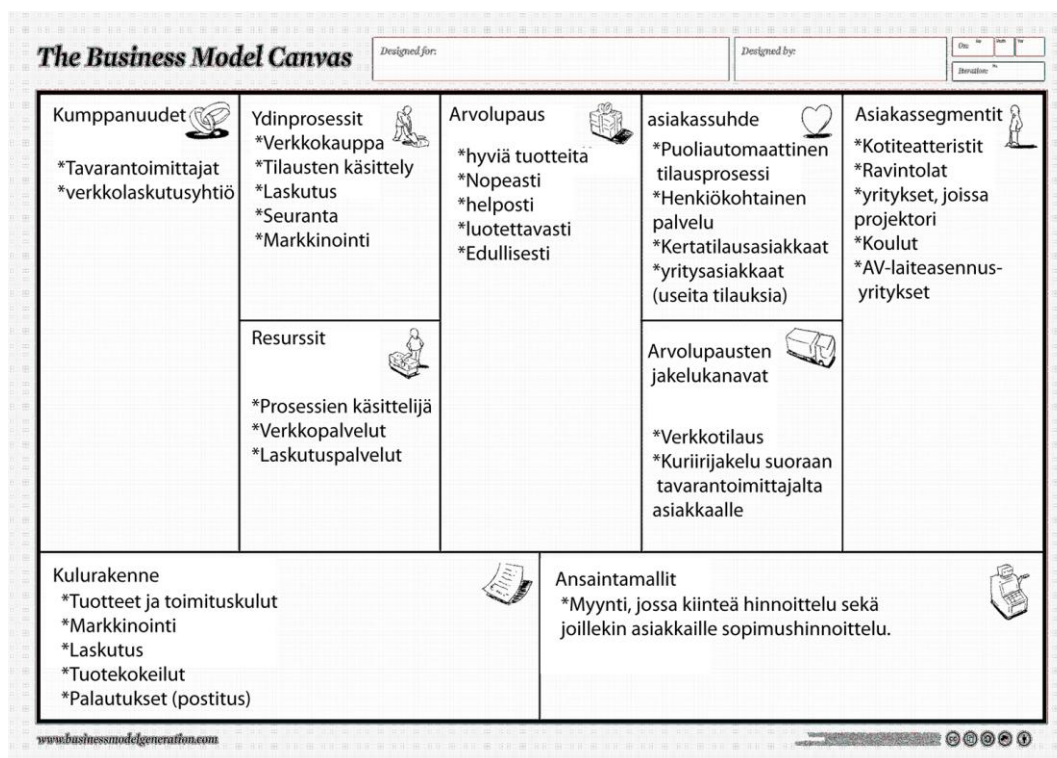 The Business Model Canvas
Designed for:
Designed by:
On:
Iteration:
Kumppanuudet
*Tavarantoimittajat
*verkkolaskutusyhtiö
Ydinprosessit
*Verkkokauppa
*Tilausten käsittely
*Laskutus
*Seuranta
*Markkinointi
Resurssit
*Prosessien käsittelijä
*Verkkopalvelut
*Laskutuspalvelut
Arvolupaus
*hyviä tuotteita
*Nopeasti
*helposti
*luotettavasti
*Edullisesti
asiakassuhde
*Puoliautomaattinen
tilausprosessi
*Henkiökohtainen
palvelu
*Kertatilausasiakkaat
*yritysasiakkaat
(useita tilauksia)
Arvolupausten
jakelukanavat
*Verkkotilaus
*Kuriirijakelu suoraan
tavarantoimittajalta
asiakkaalle
Asiakassegmentit
*Kotiteatteristit
*Ravintolat
*yritykset, joissa
projektori
*Koulut
*AV-laiteasennus-
yritykset
Kulurakenne
*Tuotteet ja toimituskulut
*Markkinointi
*Laskutus
*Tuotekokeilut
*Palautukset (postitus)
Ansaintamallit
*Myynti, jossa kiinteä hinnoittelu sekä
joillekin asiakkaille sopimushinnoittelu.
www.businessmodelgeneration.com